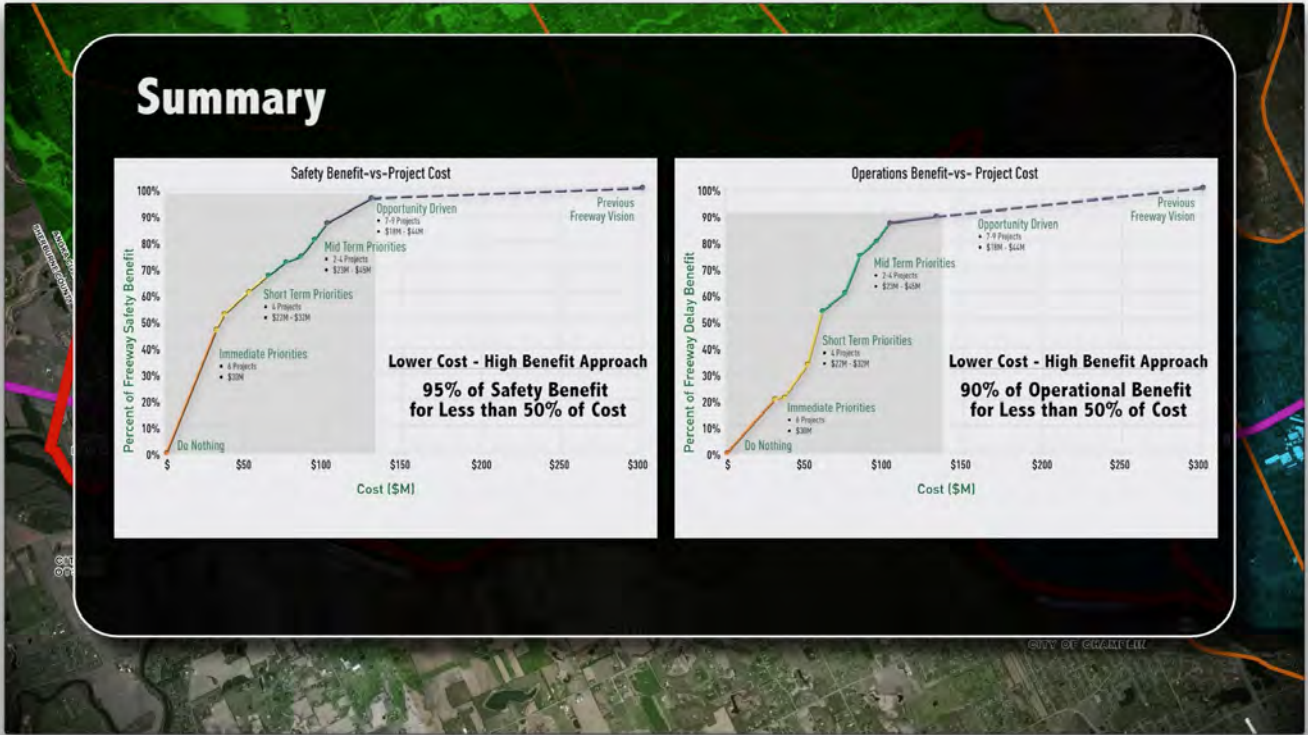 Summary
Safety Benefit-vs-Project Cost
Percent of Freeway Safety Benefit
100%
90%
80%
70%
60%
50%
40%
30%
20%
10%
0%
Opportunity Driven
• 7-9 Projects
• $18M - $44M
Previous
Freeway Vision
Mid Term Priorities
• 2-4 Projects
• $23M - $45M
Short Term Priorities
• 4 Projects
• $22M - $32M
Immediate Priorities
• 6 Projects
• $30M
Do Nothing
Lower Cost - High Benefit Approach
95% of Safety Benefit
for Less than 50% of Cost
$ $50 $100 $150 $200 $250 $300
Cost ($M)
Operations Benefit-vs- Project Cost
Percent of Freeway Delay Benefit
100%
90%
80%
70%
60%
50%
40%
30%
20%
10%
0%
Previous
Freeway Vision
Opportunity Driven
• 7-9 Projects
• $18M - $44M
Mid Term Priorities
• 2-4 Projects
• $23M - $45M
Short Term Priorities
• 4 Projects
• $22M - $32M
Immediate Priorities
• 6 Projects
• $30M
Do Nothing
Lower Cost - High Benefit Approach
90% of Operational Benefit
for Less than 50% of Cost
$ $50 $100 $150 $200 $250 $300
Cost ($M)
SHERBURNE COUNTY
CITY OF CHAMPLIN